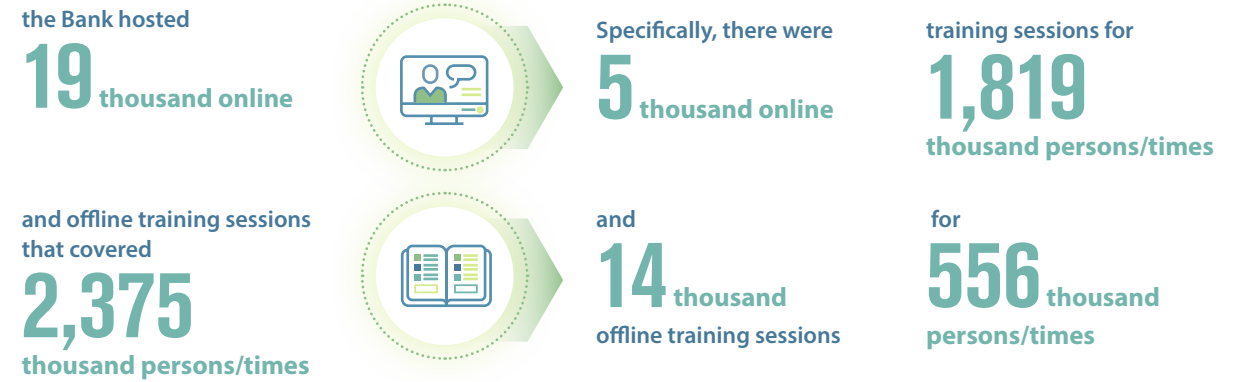 the Bank hosted
19 thousand online
and offline training sessions
that covered
2,375
thousand persons/times
Specifically, there were
5 thousand online
training sessions for
1,819
thousand persons/times
and
14 thousand
offline training sessions
for
556 thousand
persons/times